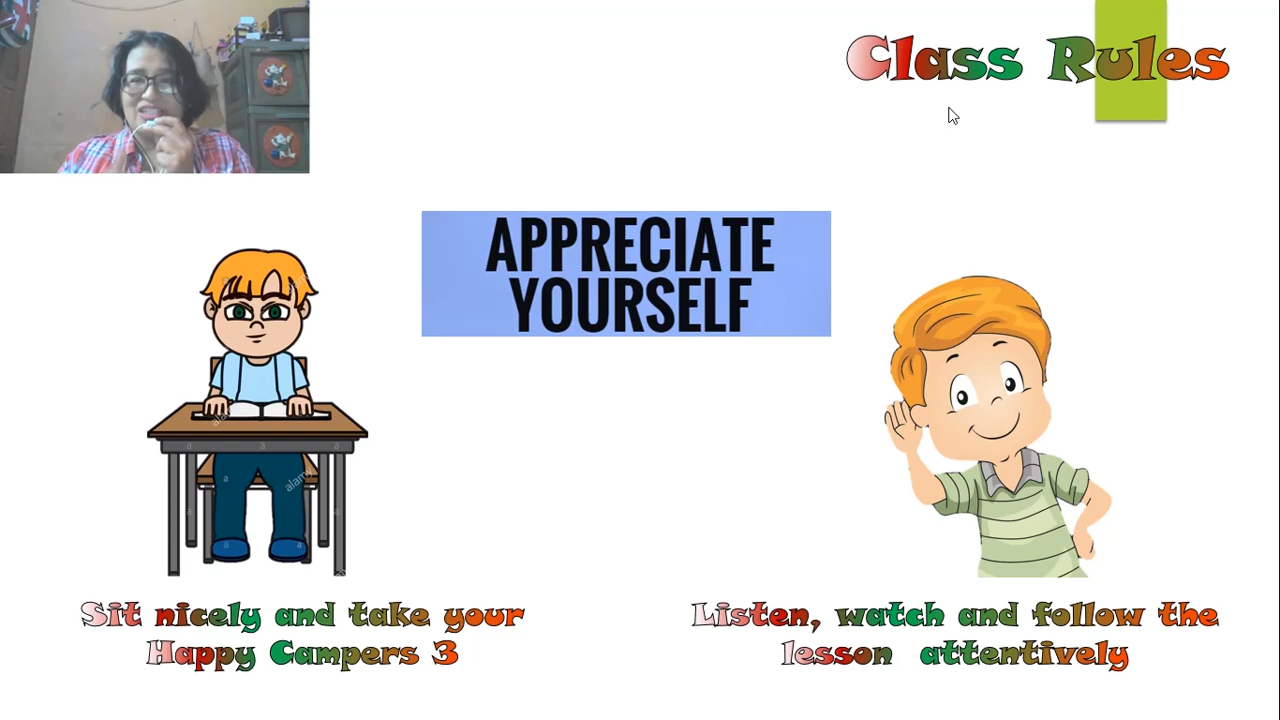 Class Rules
APPRECIATE
YOURSELF
Sit nicely and take your
Happy Campers 3
Listen, watch and follow the
lesson attentively
alamy